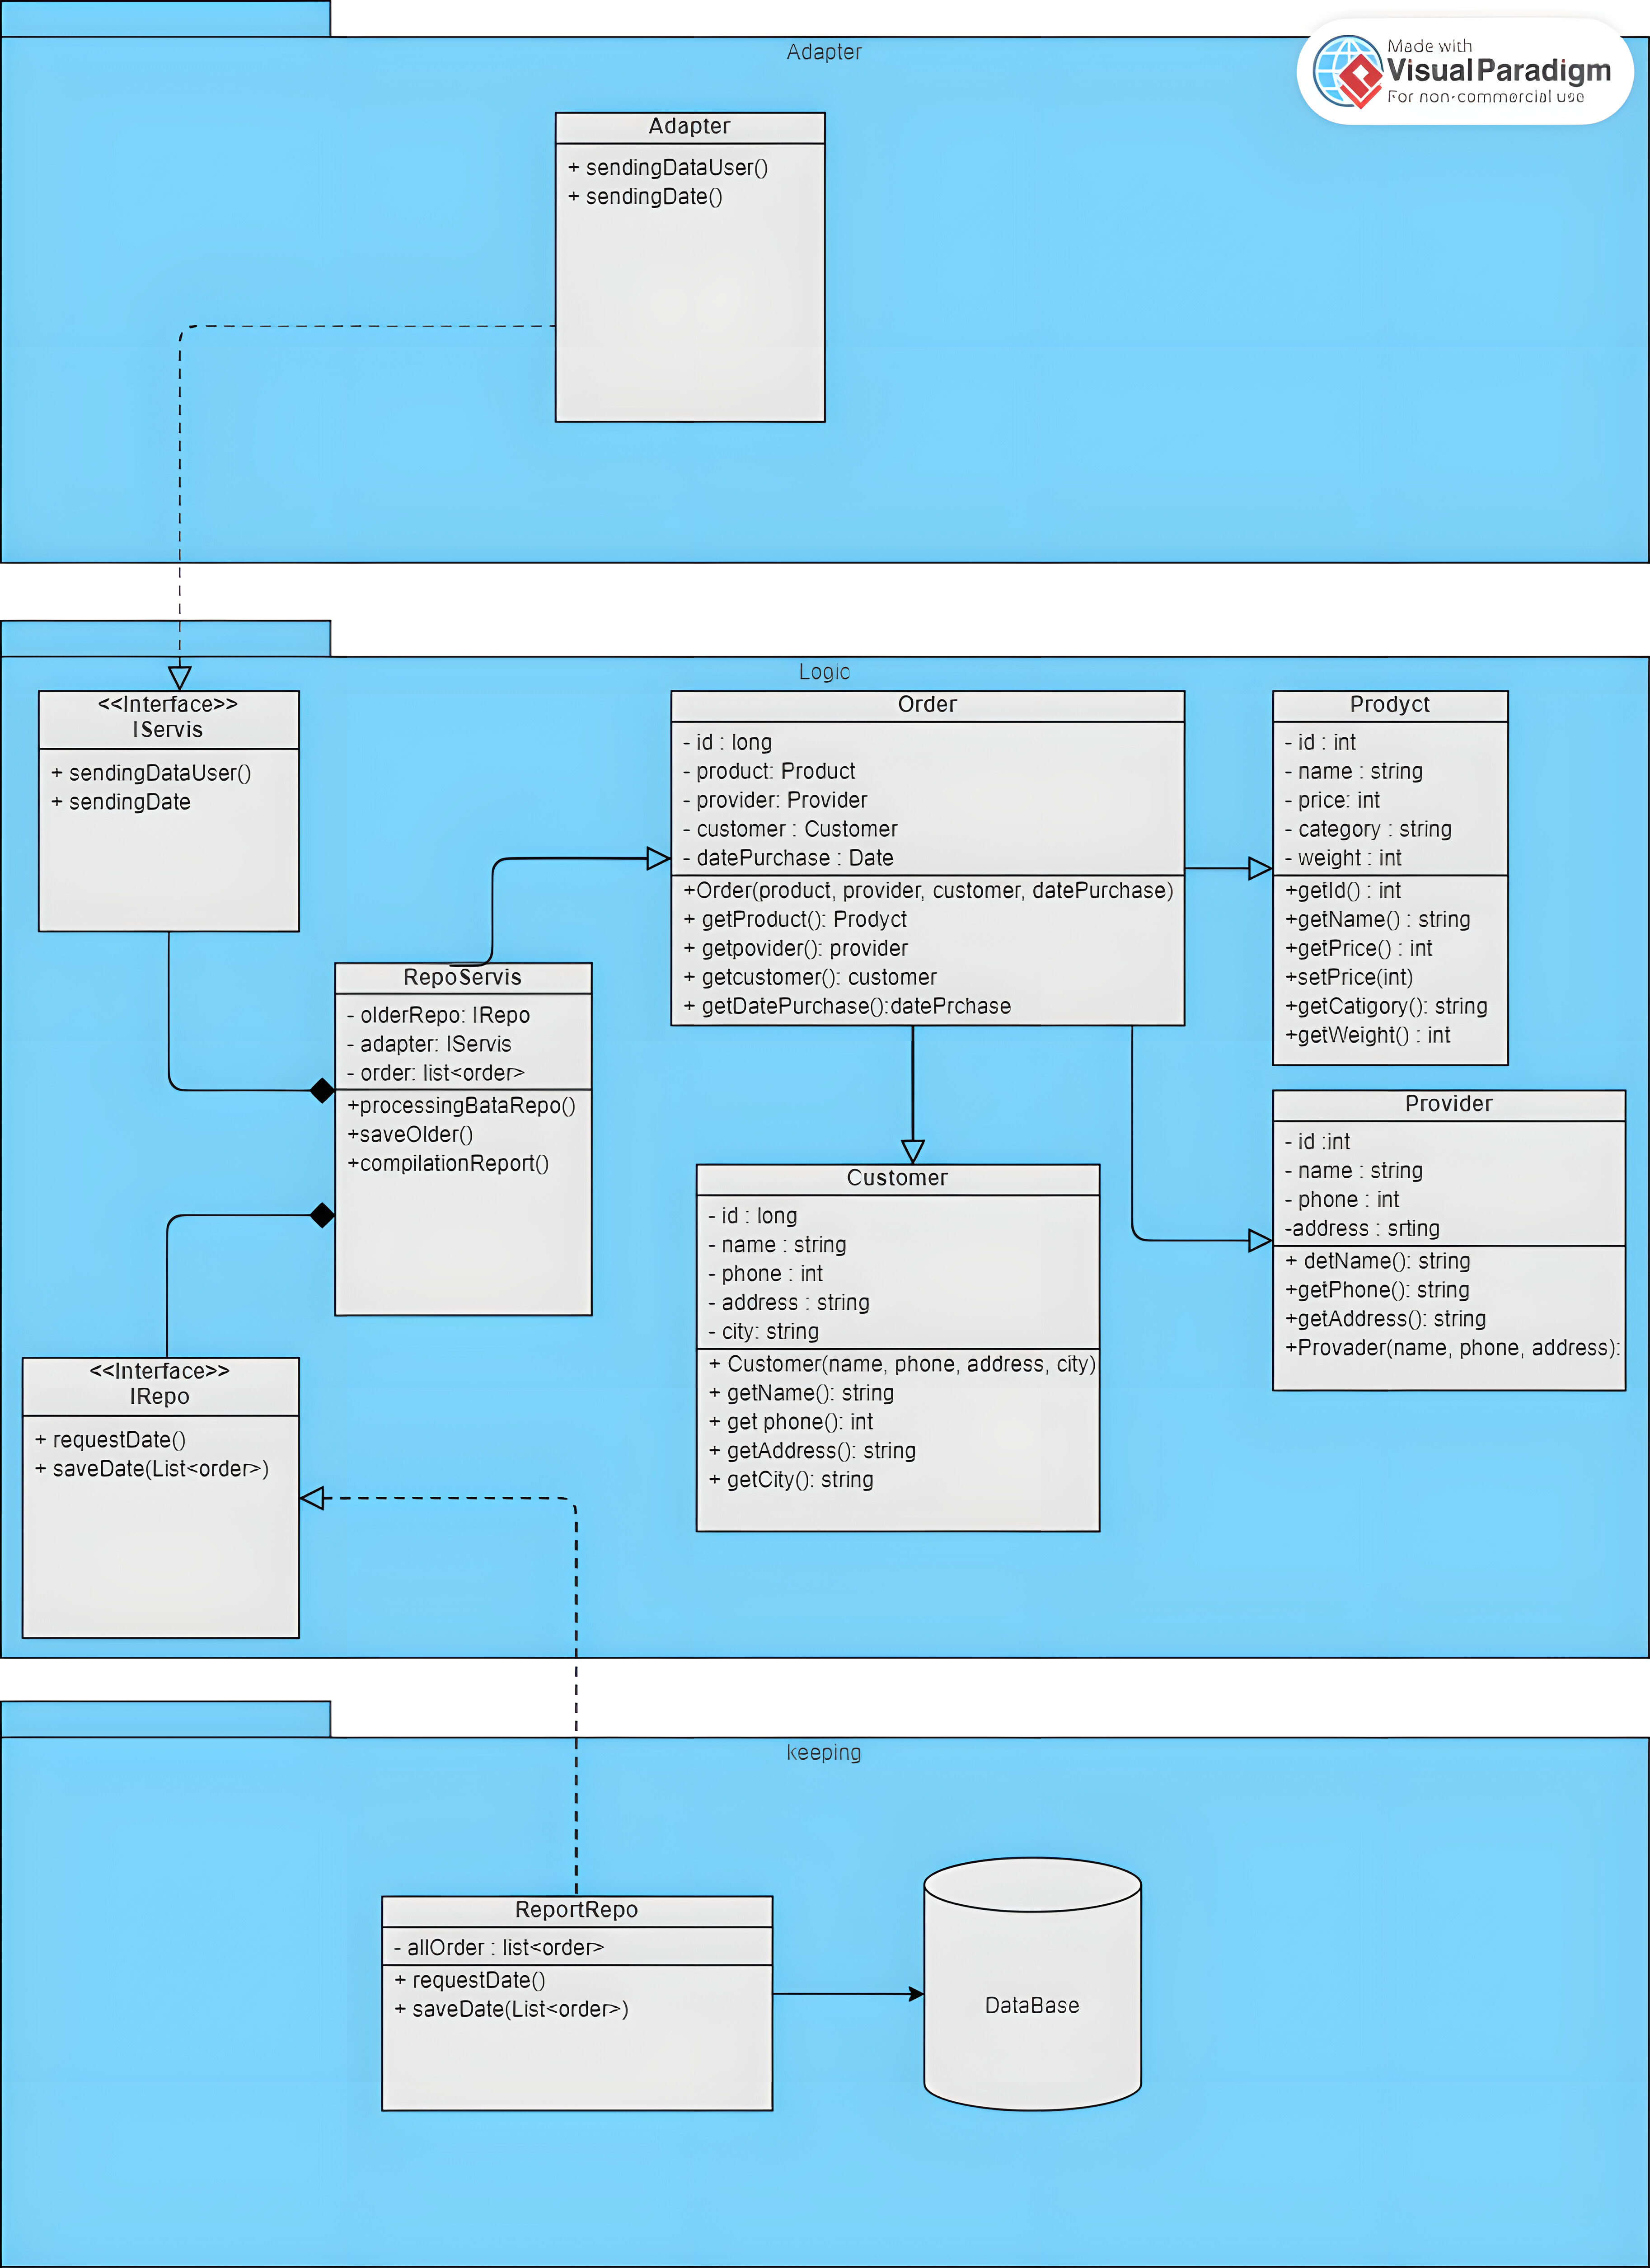 Adapter
Made with
Visual Paradigm
For non-commercial use
Adapter
+ sendingDataUser()
+ sendingDate()
Logic
<<Interface>>
IServis
+ sendingDataUser()
+ sendingDate
Order
- id : long
- product: Product
- provider: Provider
- customer : Customer
- datePurchase : Date
+Order(product, provider, customer, datePurchase)
+ getProduct(): Prodyct
+ getpovider(): provider
+ getcustomer(): customer
+ getDatePurchase():datePrchase
Prodyct
- id : int
- name : string
- price: int
- category : string
- weight : int
+getId() : int
+getName() : string
+getPrice() : int
+setPrice(int)
+getCatigory(): string
+getWeight() : int
RepoServis
- olderRepo: IRepo
- adapter: IServis
- order: list<order>
+processingBataRepo()
+saveOlder()
+compilationReport()
Provider
- id :int
- name : string
- phone : int
-address : srting
+ detName(): string
+getPhone(): string
+getAddress(): string
+Provader(name, phone, address):
Customer
- id : long
- name : string
- phone : int
- address : string
- city: string
+ Customer(name, phone, address, city)
+ getName(): string
+ get phone(): int
+ getAddress(): string
+ getCity(): string
<<Interface>>
IRepo
+ requestDate()
+ saveDate(List<order>)
keeping
ReportRepo
- allOrder : list<order>
+ requestDate()
+ saveDate(List<order>)
DataBase